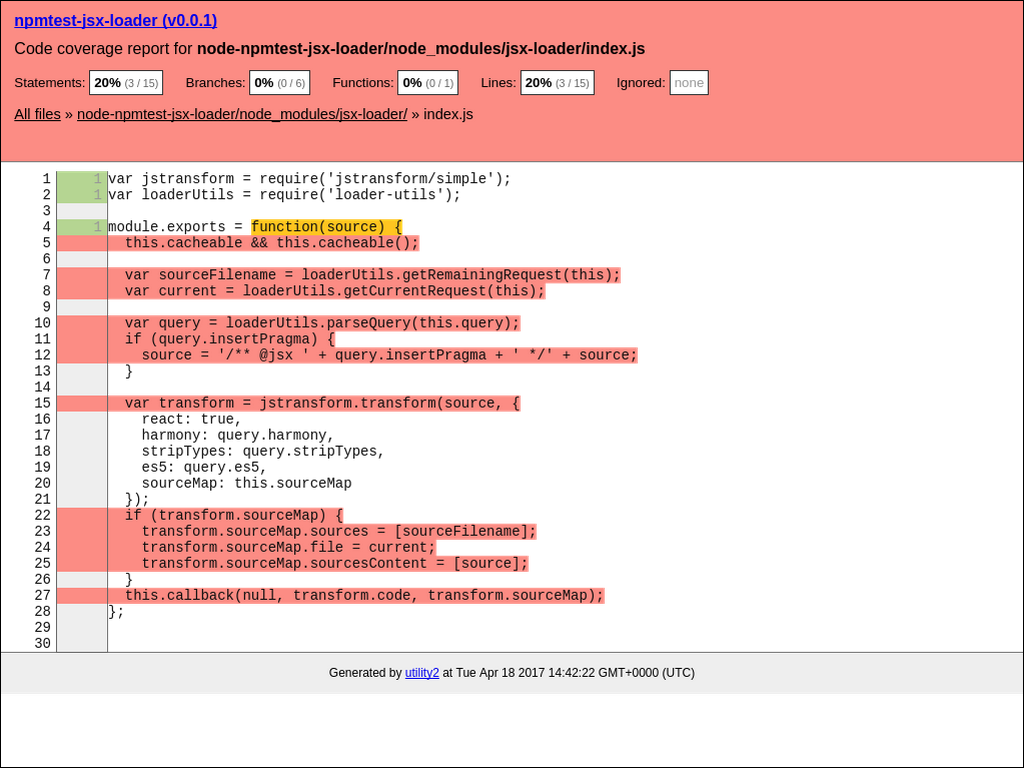 npmtest-jsx-loader (v0.0.1)
Code coverage report for node-npmtest-jsx-loader/node_modules/jsx-loader/index.js
Statements: 20% (3 / 15) Branches: 0% (0 / 6) Functions: 0% (0 / 1) Lines: 20% (3 / 15) Ignored: none
All files » node-npmtest-jsx-loader/node_modules/jsx-loader/ » index.js
1 1 var jstransform = require('jstransform/simple');
2 1 var loaderUtils = require('loader-utils');
3
4 1 module.exports = function(source) {
5   this.cacheable && this.cacheable();
6
7   var sourceFilename = loaderUtils.getRemainingRequest(this);
8   var current = loaderUtils.getCurrentRequest(this);
9
10   var query = loaderUtils.parseQuery(this.query);
11   if (query.insertPragma) {
12     source = '/** @jsx ' + query.insertPragma + ' */' + source;
13   }
14
15   var transform = jstransform.transform(source, {
16     react: true,
17     harmony: query.harmony,
18     stripTypes: query.stripTypes,
19     es5: query.es5,
20     sourceMap: this.sourceMap
21   });
22   if (transform.sourceMap) {
23     transform.sourceMap.sources = [sourceFilename];
24     transform.sourceMap.file = current;
25     transform.sourceMap.sourcesContent = [source];
26   }
27   this.callback(null, transform.code, transform.sourceMap);
28 };
29
30
Generated by utility2 at Tue Apr 18 2017 14:42:22 GMT+0000 (UTC)